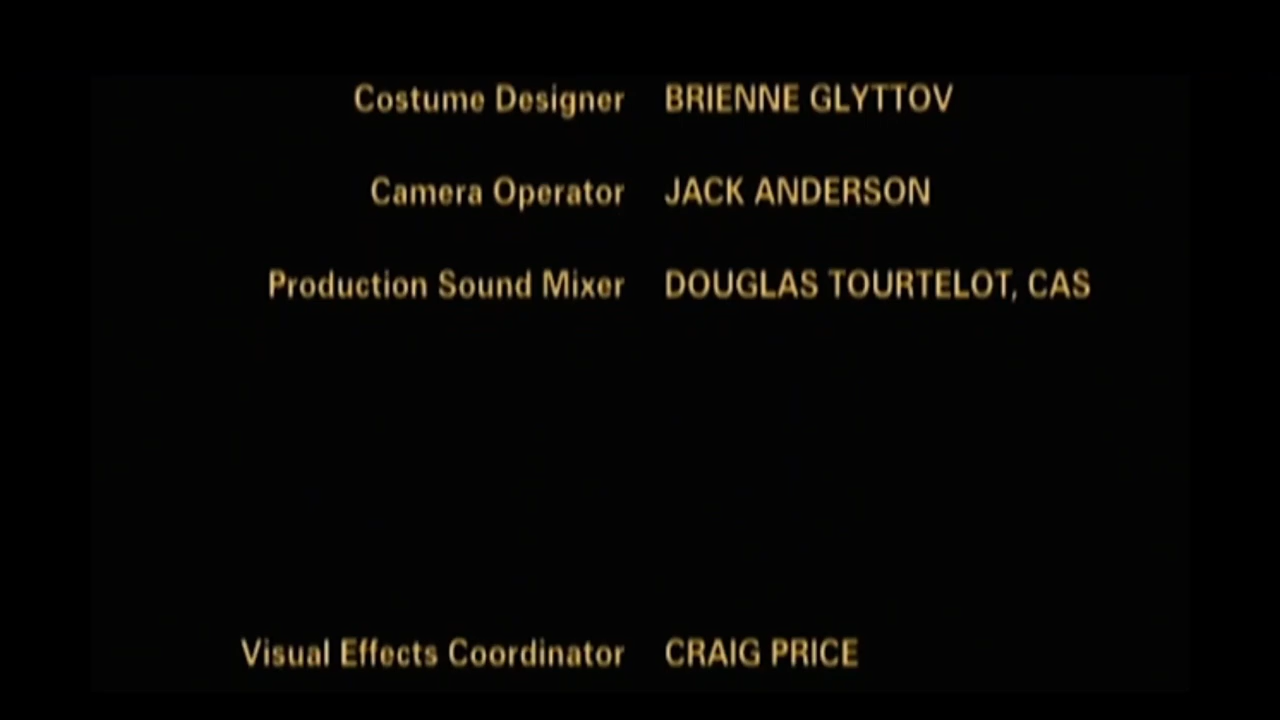 Costume Designer BRIENNE GLYTTOV
Camera Operator JACK ANDERSON
Production Sound Mixer DOUGLAS TOURTELOT, CAS
Visual Effects Coordinator CRAIG PRICE